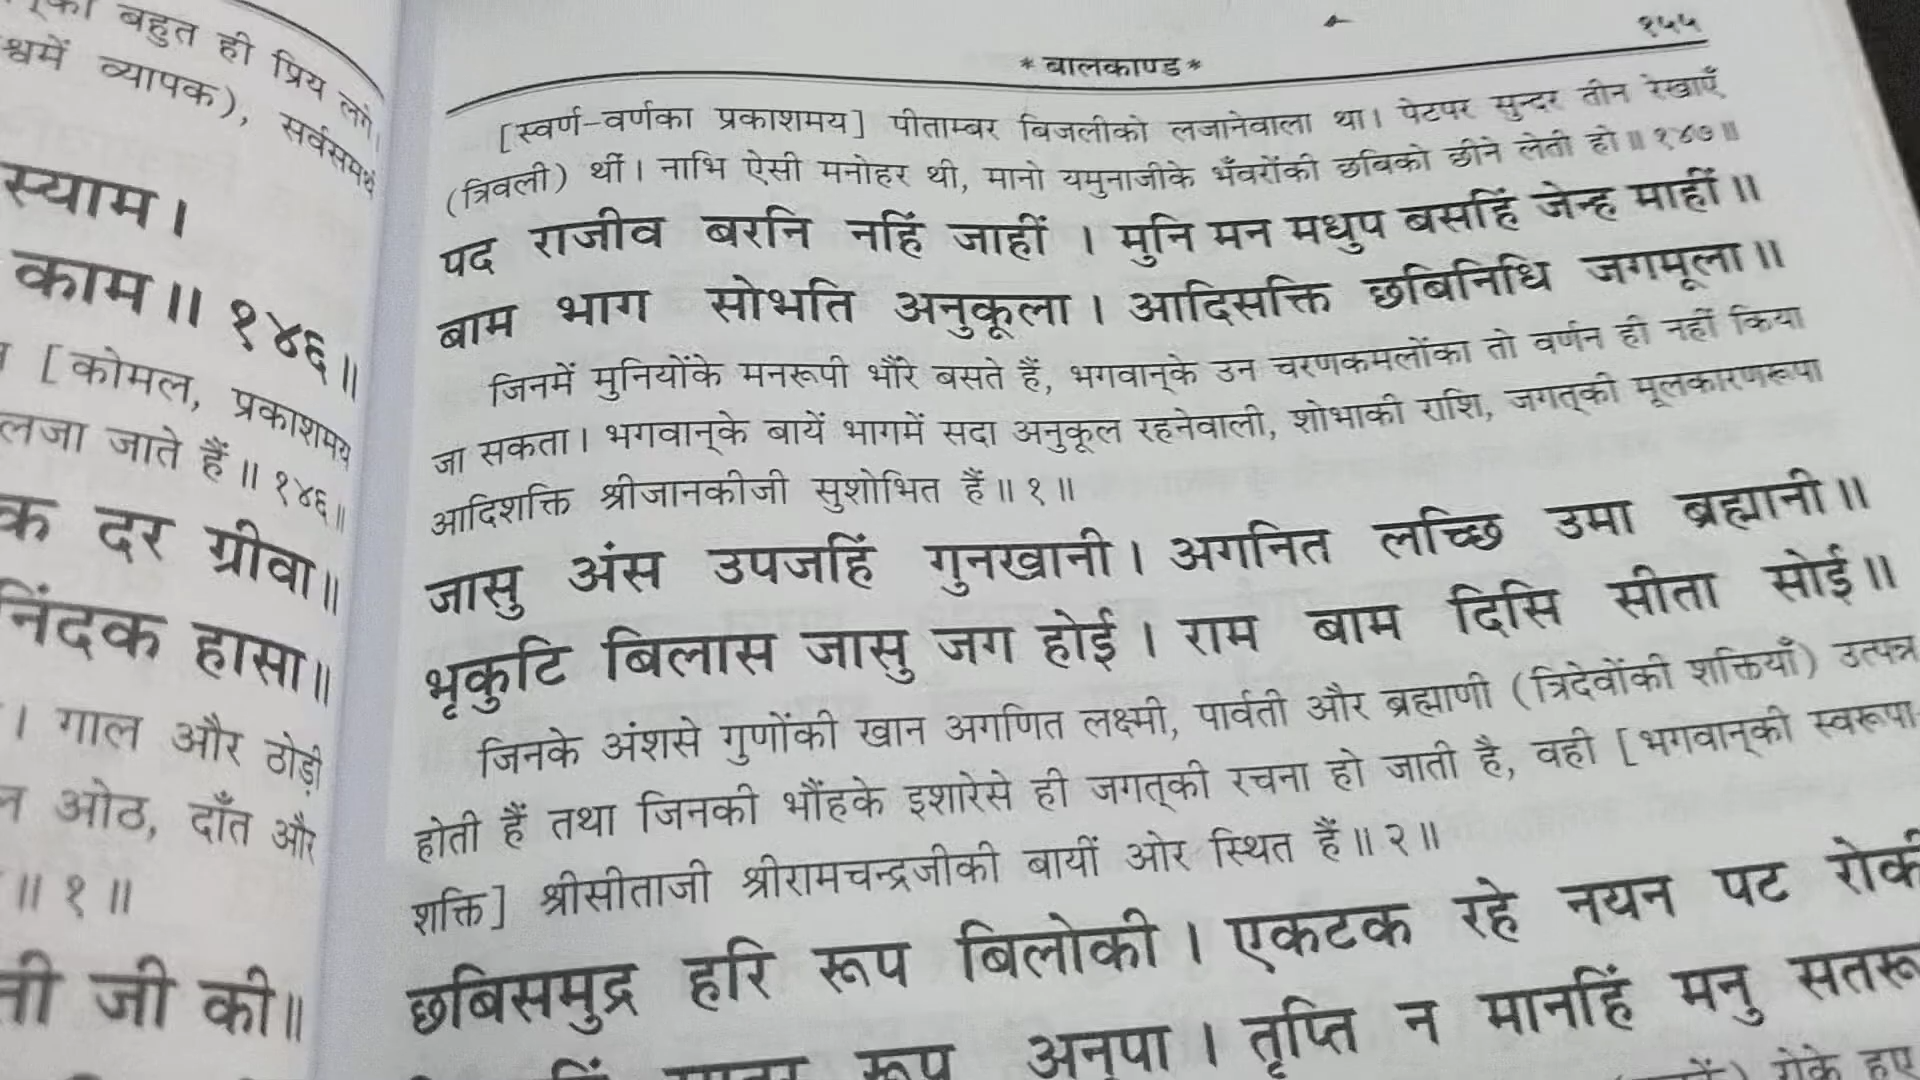 बहुत ही प्रिय लगे।
व्यापक), सर्वसमर्थ
स्याम।
काम॥ १४६॥
[कोमल, प्रकाशमय
लजा जाते हैं॥ १४६॥
दर ग्रीवा॥
हासा॥
। गाल और ठोड़ी
ओठ, दाँत और
॥ १ ॥
जी की॥
१५५
* बालकाण्ड *
[स्वर्ण-वर्णका प्रकाशमय] पीताम्बर बिजलीको लजानेवाला था। पेटपर सुन्दर तीन रेखाएँ
(त्रिवली) थीं। नाभि ऐसी मनोहर थी, मानो यमुनाजीके भँवरोंकी छबिको छीने लेती हो॥ १४७॥
पद राजीव बरनि नहिं जाहीं । मुनि मन मधुप बसहिं जेन्ह माहीं॥
बाम भाग सोभति अनुकूला। आदिसक्ति छबिनिधि जगमूला॥
जिनमें मुनियोंके मनरूपी भौंरे बसते हैं, भगवान्‌के उन चरणकमलोंका तो वर्णन ही नहीं किया
जा सकता। भगवान्‌के बायें भागमें सदा अनुकूल रहनेवाली, शोभाकी राशि, जगत्‌की मूलकारणरूपा
आदिशक्ति श्रीजानकीजी सुशोभित हैं॥ १॥
जासु अंस उपजहिं गुनखानी। अगनित लच्छि उमा ब्रह्मानी॥
भृकुटि बिलास जासु जग होई। राम बाम दिसि सीता सोई॥
जिनके अंशसे गुणोंकी खान अगणित लक्ष्मी, पार्वती और ब्रह्माणी (त्रिदेवोंकी शक्तियाँ) उत्पन्न
होती हैं तथा जिनकी भौंहके इशारेसे ही जगत्‌की रचना हो जाती है, वही [भगवान्‌की स्वरूपा-
शक्ति] श्रीसीताजी श्रीरामचन्द्रजीकी बायीं ओर स्थित हैं॥ २॥
छबिसमुद्र हरि रूप बिलोकी। एकटक रहे नयन पट रोकी
रूप अनूपा। तृप्ति न मानहिं मनु सतरू
रोके हुए